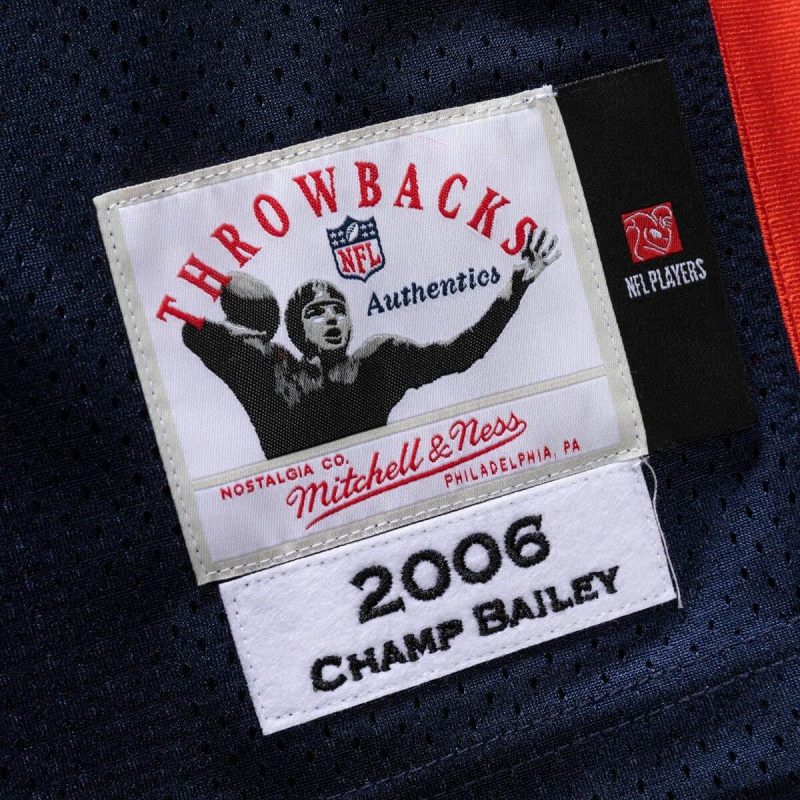 THROWBACKS
NFL
Authentics
NFL PLAYERS
NOSTALGIA CO.
Mitchell & Ness
PHILADELPHIA, PA
2006
CHAMP BAILEY